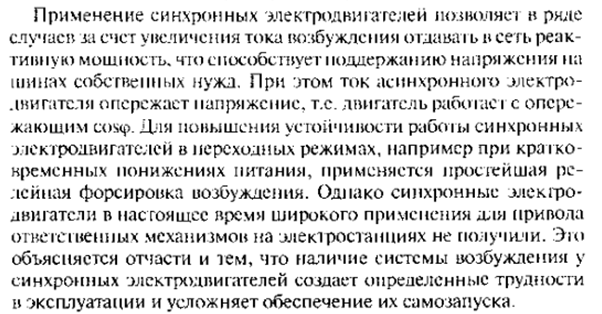 Применение синхронных электродвигателей позволяет в ряде
случаев за счет увеличения тока возбуждения отдавать в сеть реак-
тивную мощность, что способствует поддержанию напряжения на
шинах собственных нужд. При этом ток асинхронного электро-
двигателя опережает напряжение, т.е. двигатель работает с опере-
жающим cosφ. Для повышения устойчивости работы синхронных
электродвигателей в переходных режимах, например при кратко-
временных понижениях питания, применяется простейшая ре-
лейная форсировка возбуждения. Однако синхронные электро-
двигатели в настоящее время широкого применения для привода
ответственных механизмов на электростанциях не получили. Это
объясняется отчасти и тем, что наличие системы возбуждения у
синхронных электродвигателей создает определенные трудности
в эксплуатации и усложняет обеспечение их самозапуска.